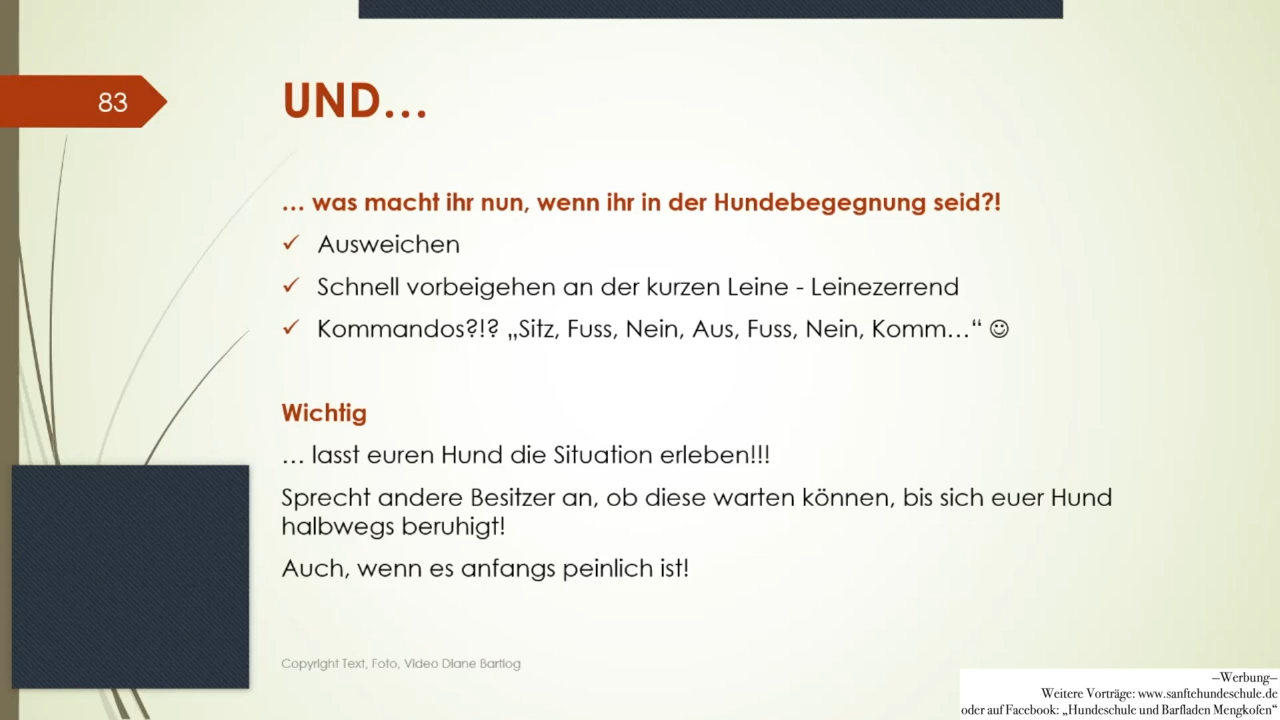 83
UND...
... was macht ihr nun, wenn ihr in der Hundebegegnung seid?!
✓ Ausweichen
✓ Schnell vorbeigehen an der kurzen Leine - Leinezerrend
✓ Kommandos?!? „Sitz, Fuss, Nein, Aus, Fuss, Nein, Komm...“ ☺
Wichtig
... lasst euren Hund die Situation erleben!!!
Sprecht andere Besitzer an, ob diese warten können, bis sich euer Hund
halbwegs beruhigt!
Auch, wenn es anfangs peinlich ist!
Copyright Text, Foto, Video Diane Bartlog
—Werbung—
Weitere Vorträge: www.sanftehundeschule.de
oder auf Facebook: „Hundeschule und Barfladen Mengkofen“